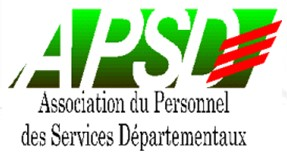 APSD
Association du Personnel
des Services Départementaux